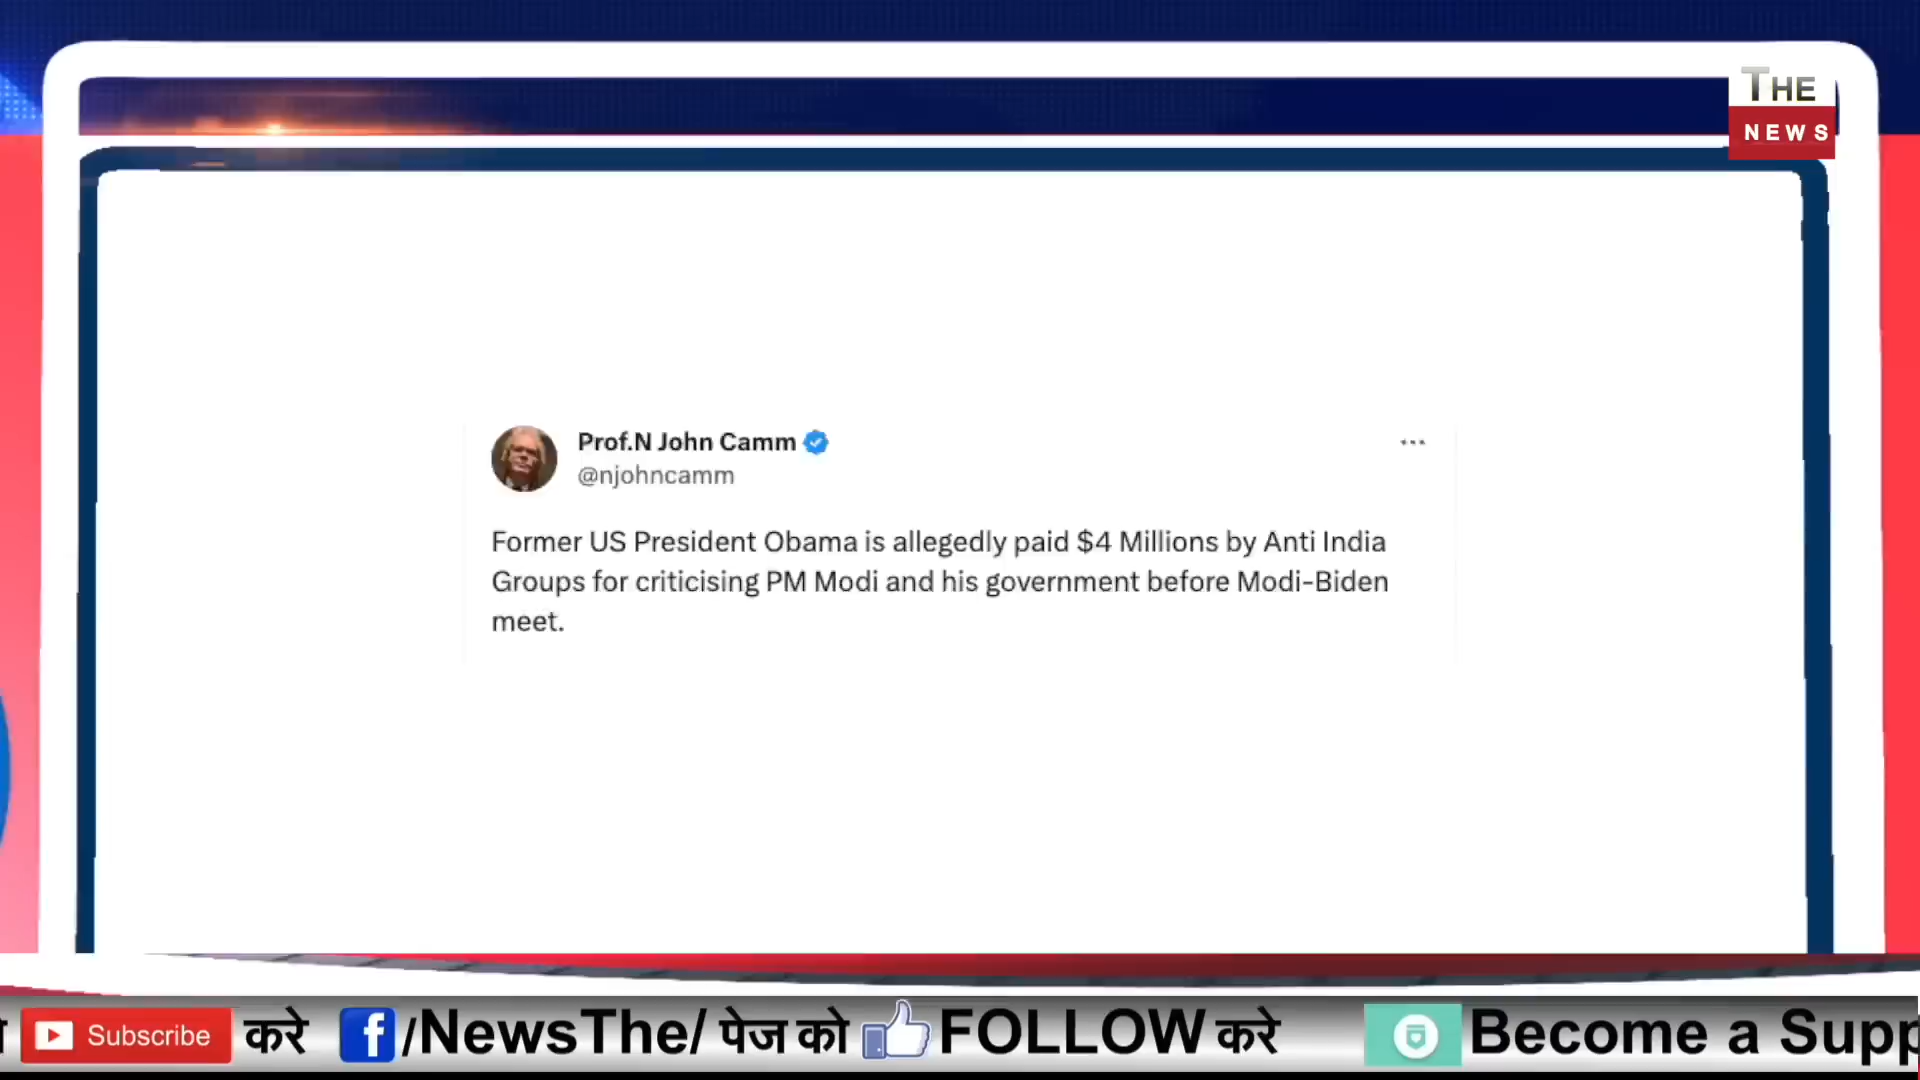 THE
NEWS
Prof.N John Camm
@njohncamm
Former US President Obama is allegedly paid $4 Millions by Anti India
Groups for criticising PM Modi and his government before Modi-Biden
meet.
Subscribe करे f/NewsThe/ पेज को FOLLOW करे Become a Supp